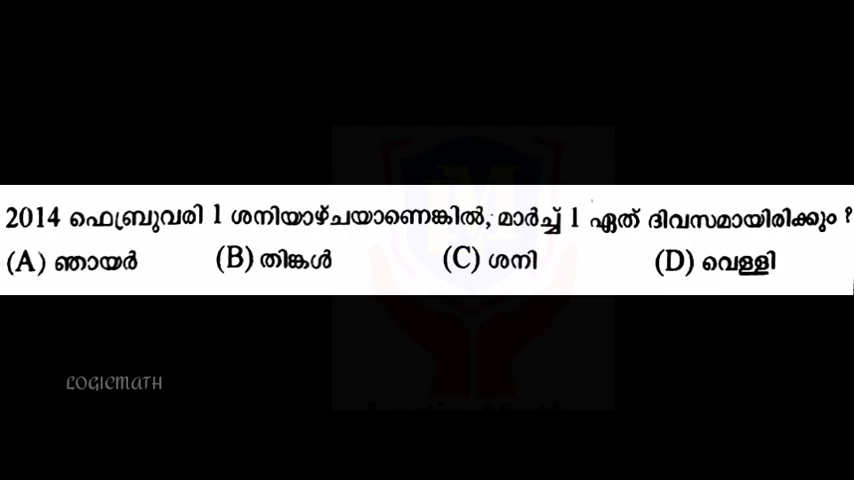 2014 ഫെബ്രുവരി 1 ശനിയാഴ്ചയാണെങ്കിൽ, മാർച്ച് 1 ഏത് ദിവസമായിരിക്കും ?
(A) ഞായർ (B) തിങ്കൾ (C) ശനി (D) വെള്ളി
LOGICMATH